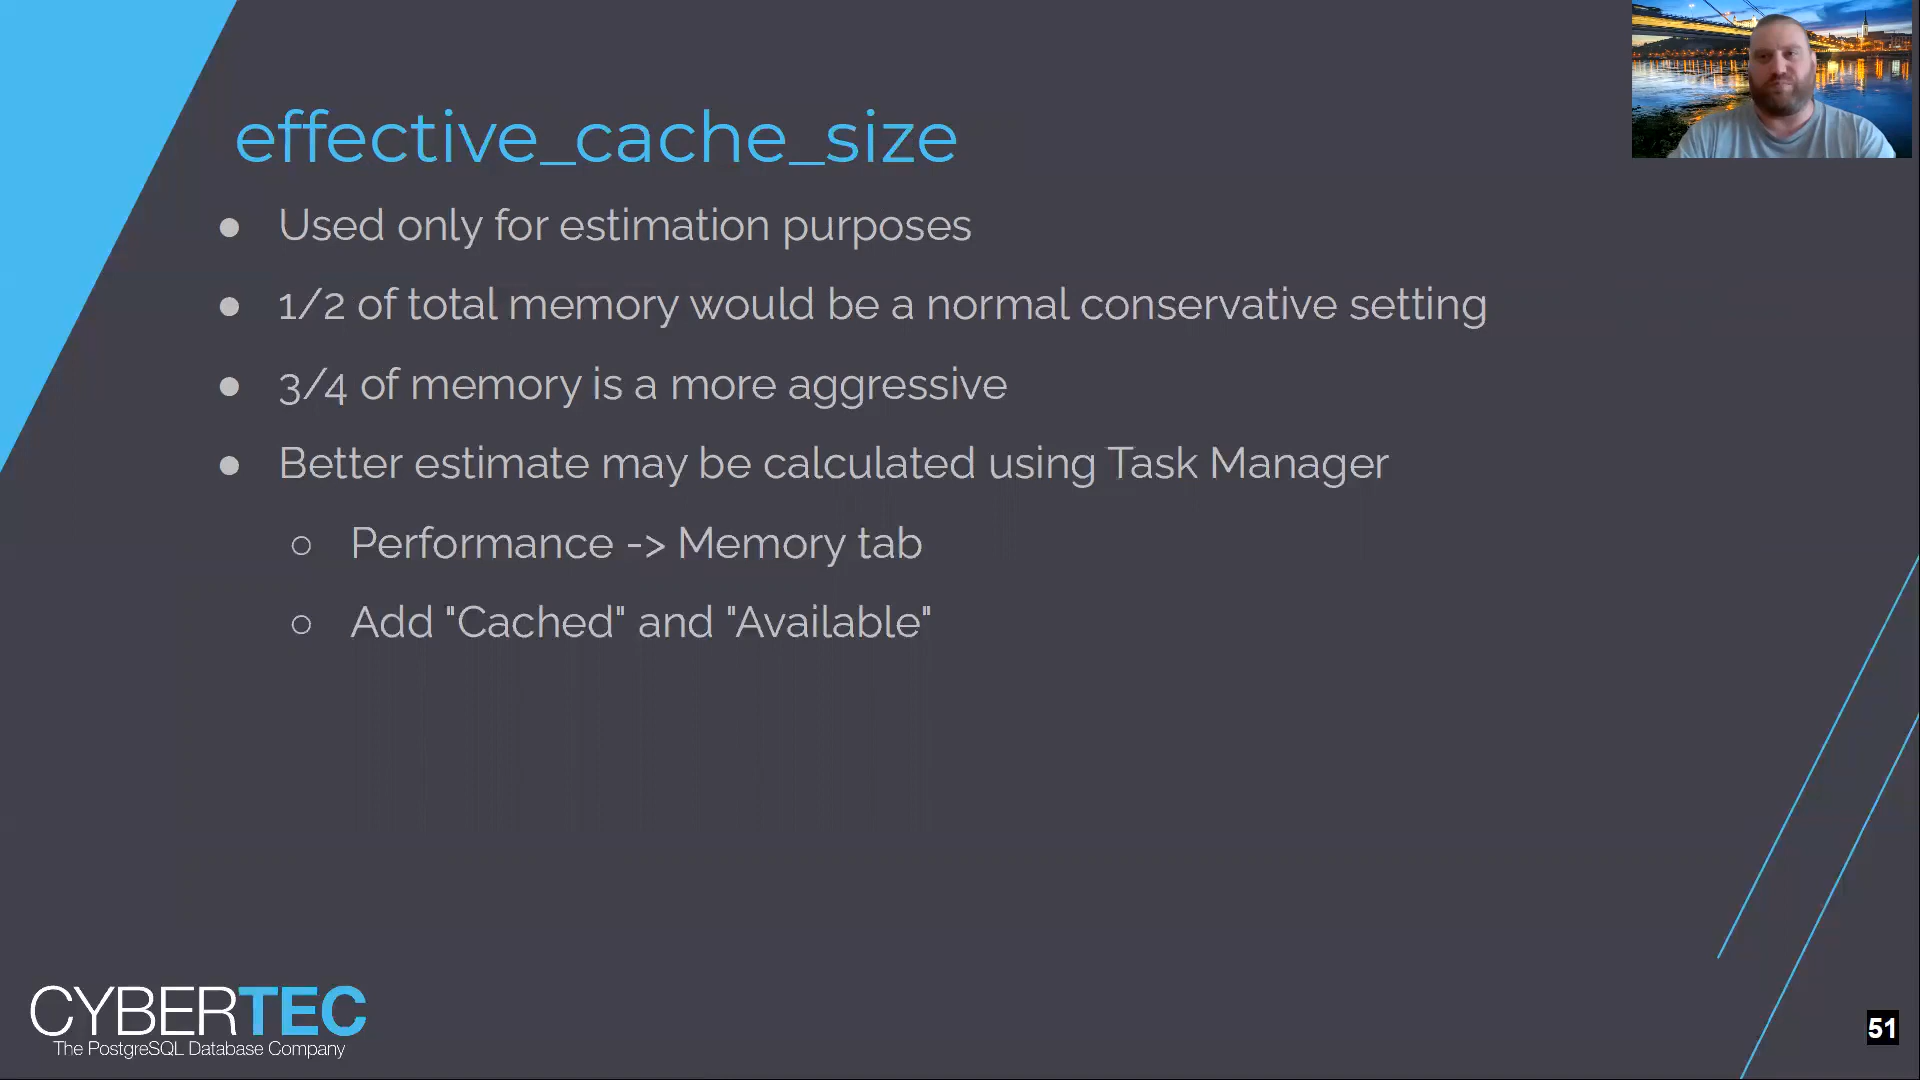 effective_cache_size
● Used only for estimation purposes
● 1/2 of total memory would be a normal conservative setting
● 3/4 of memory is a more aggressive
● Better estimate may be calculated using Task Manager
○ Performance -> Memory tab
○ Add "Cached" and "Available"
CYBERTEC
The PostgreSQL Database Company
51